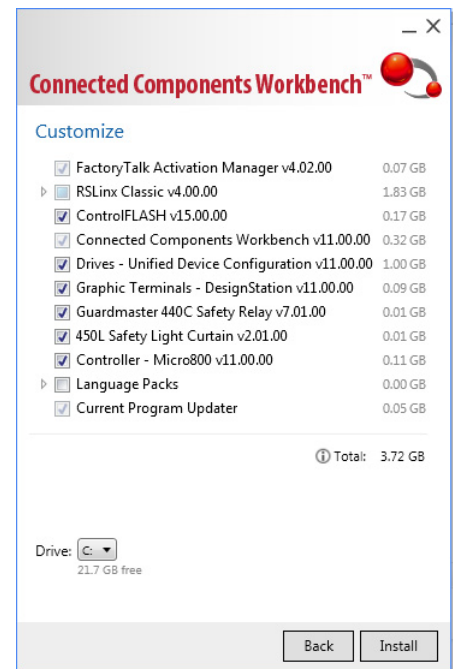 Connected Components Workbench™
Customize
FactoryTalk Activation Manager v4.02.00 0.07 GB
RSLinx Classic v4.00.00 1.83 GB
ControlFLASH v15.00.00 0.17 GB
Connected Components Workbench v11.00.00 0.32 GB
Drives - Unified Device Configuration v11.00.00 1.00 GB
Graphic Terminals - DesignStation v11.00.00 0.09 GB
Guardmaster 440C Safety Relay v7.01.00 0.01 GB
450L Safety Light Curtain v2.01.00 0.01 GB
Controller - Micro800 v11.00.00 0.11 GB
Language Packs 0.00 GB
Current Program Updater 0.05 GB
Total: 3.72 GB
Drive: C:
21.7 GB free
Back Install